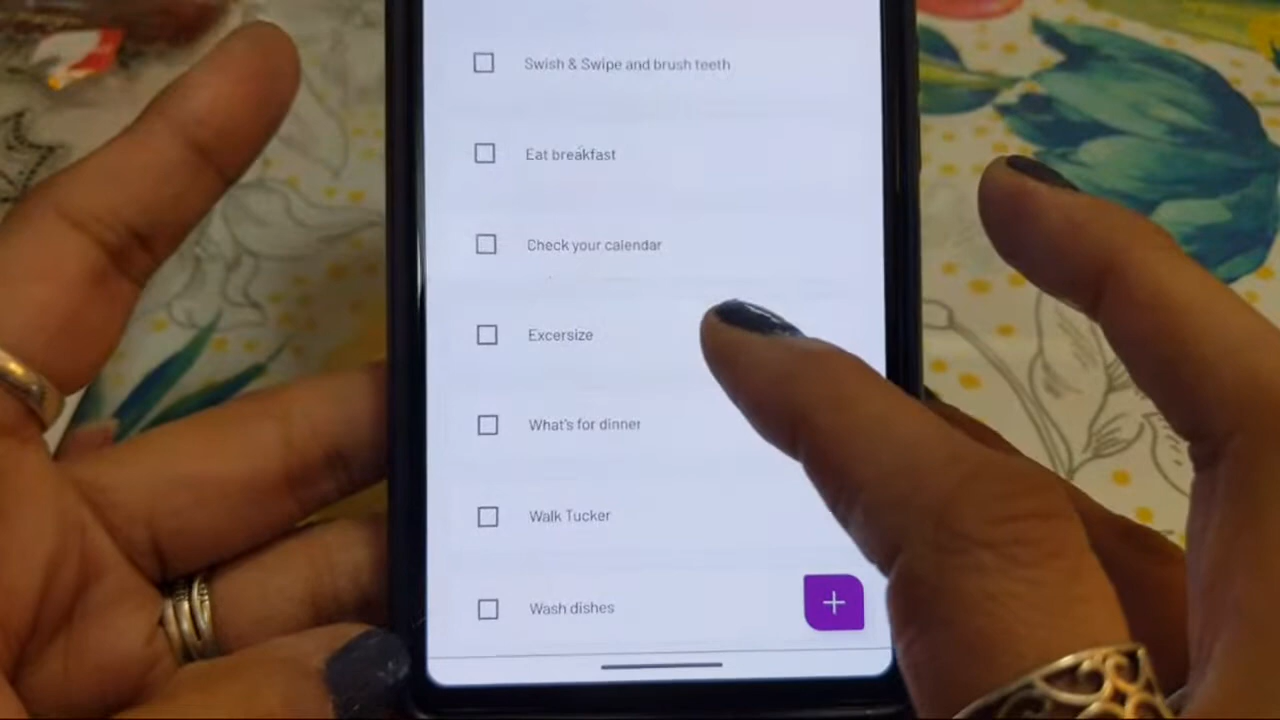 Swish & Swipe and brush teeth
Eat breakfast
Check your calendar
Excersize
What's for dinner
Walk Tucker
Wash dishes